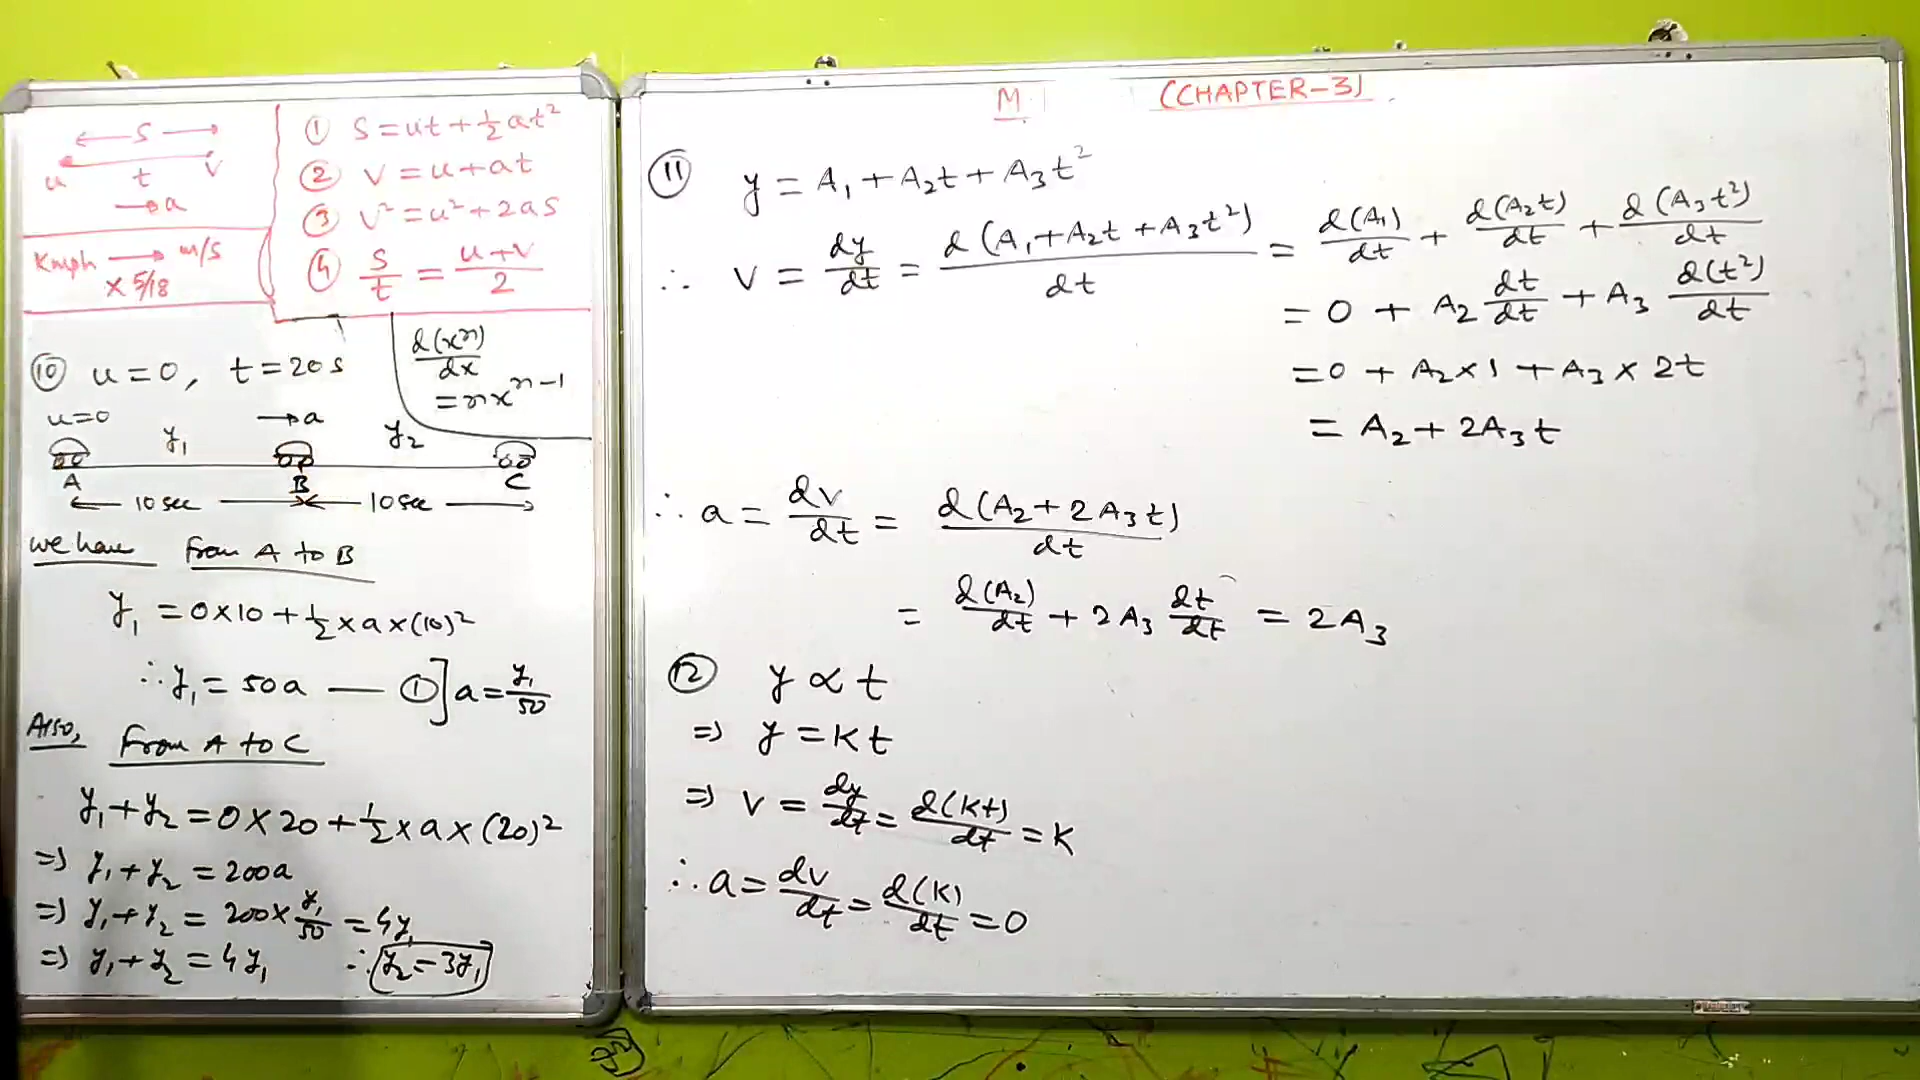 S
u t v
→a
Kmph → m/s
× 5/18
① S = ut + ½at²
② V = u + at
③ V² = u² + 2as
④ S/t = (u+v)/2
⑩ u = 0, t = 20s
d(xⁿ)/dx
= nxⁿ⁻¹
u=0 →a
y₁ y₂
A B C
10 sec 10 sec
We have From A to B
y₁ = 0×10 + ½×a×(10)²
∴ y₁ = 50a — ①] a = y₁/50
Also, From A to C
y₁+y₂ = 0×20 + ½×a×(20)²
⇒ y₁+y₂ = 200a
⇒ y₁+y₂ = 200×y₁/50 = 4y₁
⇒ y₁+y₂ = 4y₁ ∴ y₂=3y₁
M (CHAPTER-3)
⑪ y = A₁ + A₂t + A₃t²
∴ V = dy/dt = d(A₁+A₂t+A₃t²)/dt = d(A₁)/dt + d(A₂t)/dt + d(A₃t²)/dt
= 0 + A₂ dt/dt + A₃ d(t²)/dt
= 0 + A₂×1 + A₃×2t
= A₂ + 2A₃t
∴ a = dv/dt = d(A₂+2A₃t)/dt
= d(A₂)/dt + 2A₃ dt/dt = 2A₃
⑫ y ∝ t
⇒ y = Kt
⇒ V = dy/dt = d(Kt)/dt = K
∴ a = dv/dt = d(K)/dt = 0